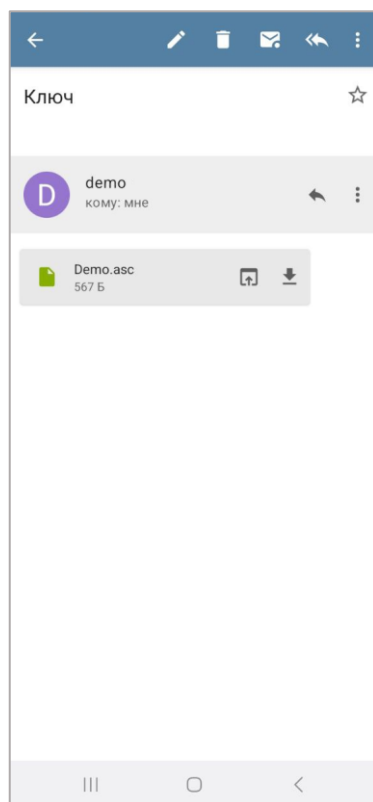 Ключ
D
demo
кому: мне
Demo.asc
567 Б